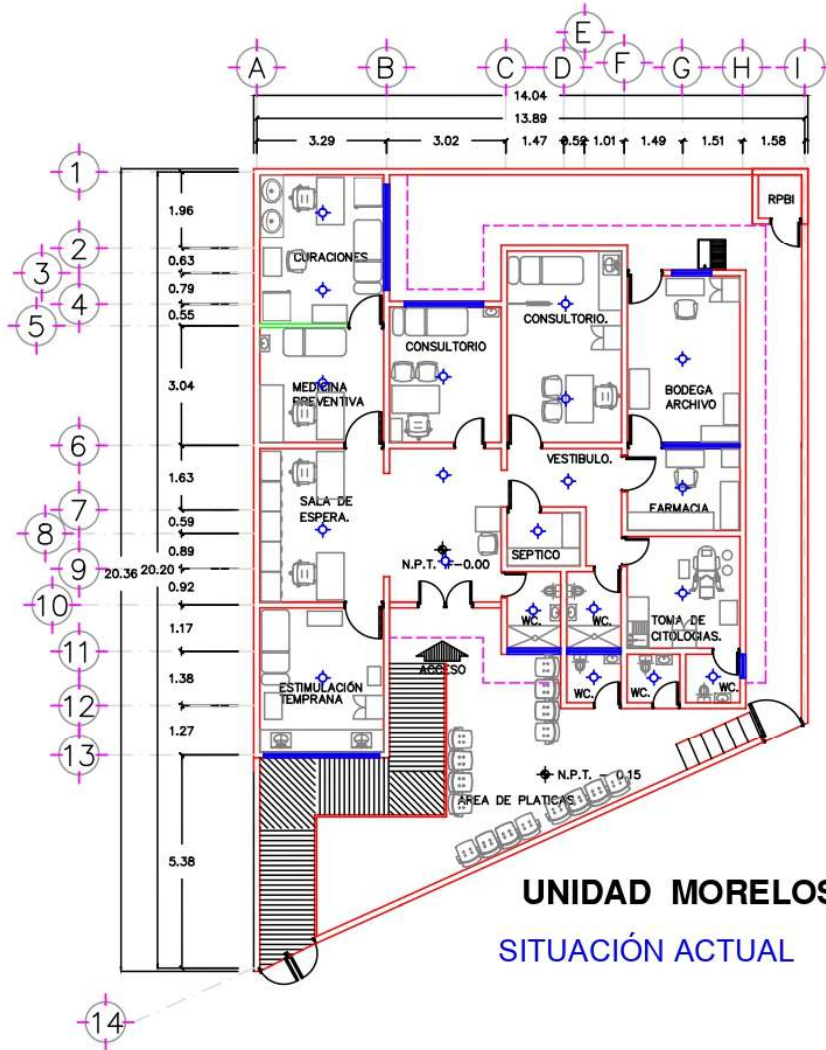 E
A B C D F G H I
14.04
13.89
3.29 3.02 1.47 0.52 1.01 1.49 1.51 1.58
1
1.96
RPBI
2
CURACIONES
3
0.63
4
0.79
CONSULTORIO.
5
0.55
CONSULTORIO
3.04
MEDICINA
PREVENTIVA
BODEGA
ARCHIVO
6
VESTIBULO.
1.63
SALA DE
ESPERA.
FARMACIA
7
8
0.59
SEPTICO
9
0.89
N.P.T. +-0.00
20.36 20.20
0.92
10
WC. WC.
TOMA DE
CITOLOGIAS.
1.17
11
ACCESO
1.38
ESTIMULACIÓN
TEMPRANA
WC. WC. WC.
12
1.27
13
N.P.T. - 0.15
AREA DE PLATICAS
5.38
UNIDAD MORELOS
SITUACIÓN ACTUAL
14